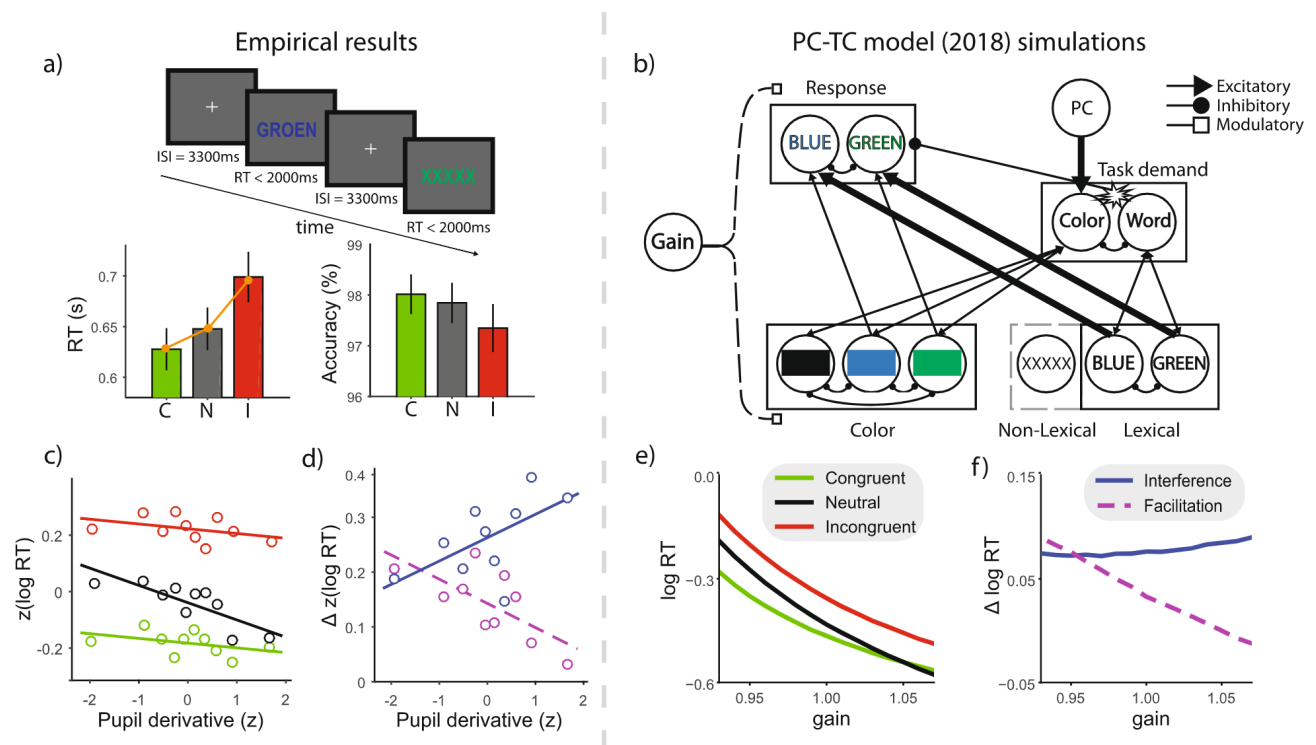 Empirical results
PC-TC model (2018) simulations
a)
+
GROEN
+
XXXXX
ISI = 3300ms
RT < 2000ms
ISI = 3300ms
RT < 2000ms
time
RT (s)
0.7
0.65
0.6
C N I
Accuracy (%)
99
98
97
96
C N I
b)
Response
BLUE GREEN
PC
Excitatory
Inhibitory
Modulatory
Task demand
Color Word
Gain
XXXXX
BLUE GREEN
Color
Non-Lexical
Lexical
c)
z(log RT)
0.2
0
-0.2
-2 -1 0 1 2
Pupil derivative (z)
d)
Δ z(log RT)
0.4
0.3
0.2
0.1
0
-2 -1 0 1 2
Pupil derivative (z)
e)
Congruent
Neutral
Incongruent
log RT
0.0
−0.3
−0.6
0.95 1.00 1.05
gain
f)
Interference
Facilitation
Δ log RT
0.15
0.05
−0.05
0.95 1.00 1.05
gain